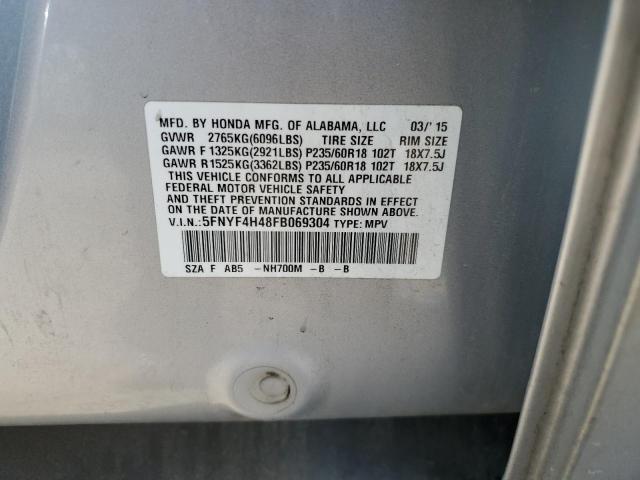 MFD. BY HONDA MFG. OF ALABAMA, LLC 03/'15
GVWR 2765KG(6096LBS) TIRE SIZE RIM SIZE
GAWR F 1325KG(2921LBS) P235/60R18 102T 18X7.5J
GAWR R1525KG(3362LBS) P235/60R18 102T 18X7.5J
THIS VEHICLE CONFORMS TO ALL APPLICABLE
FEDERAL MOTOR VEHICLE SAFETY
AND THEFT PREVENTION STANDARDS IN EFFECT
ON THE DATE OF MANUFACTURE SHOWN ABOVE.
V.I.N.: 5FNYF4H48FB069304 TYPE: MPV
SZA F AB5 -NH700M -B -B